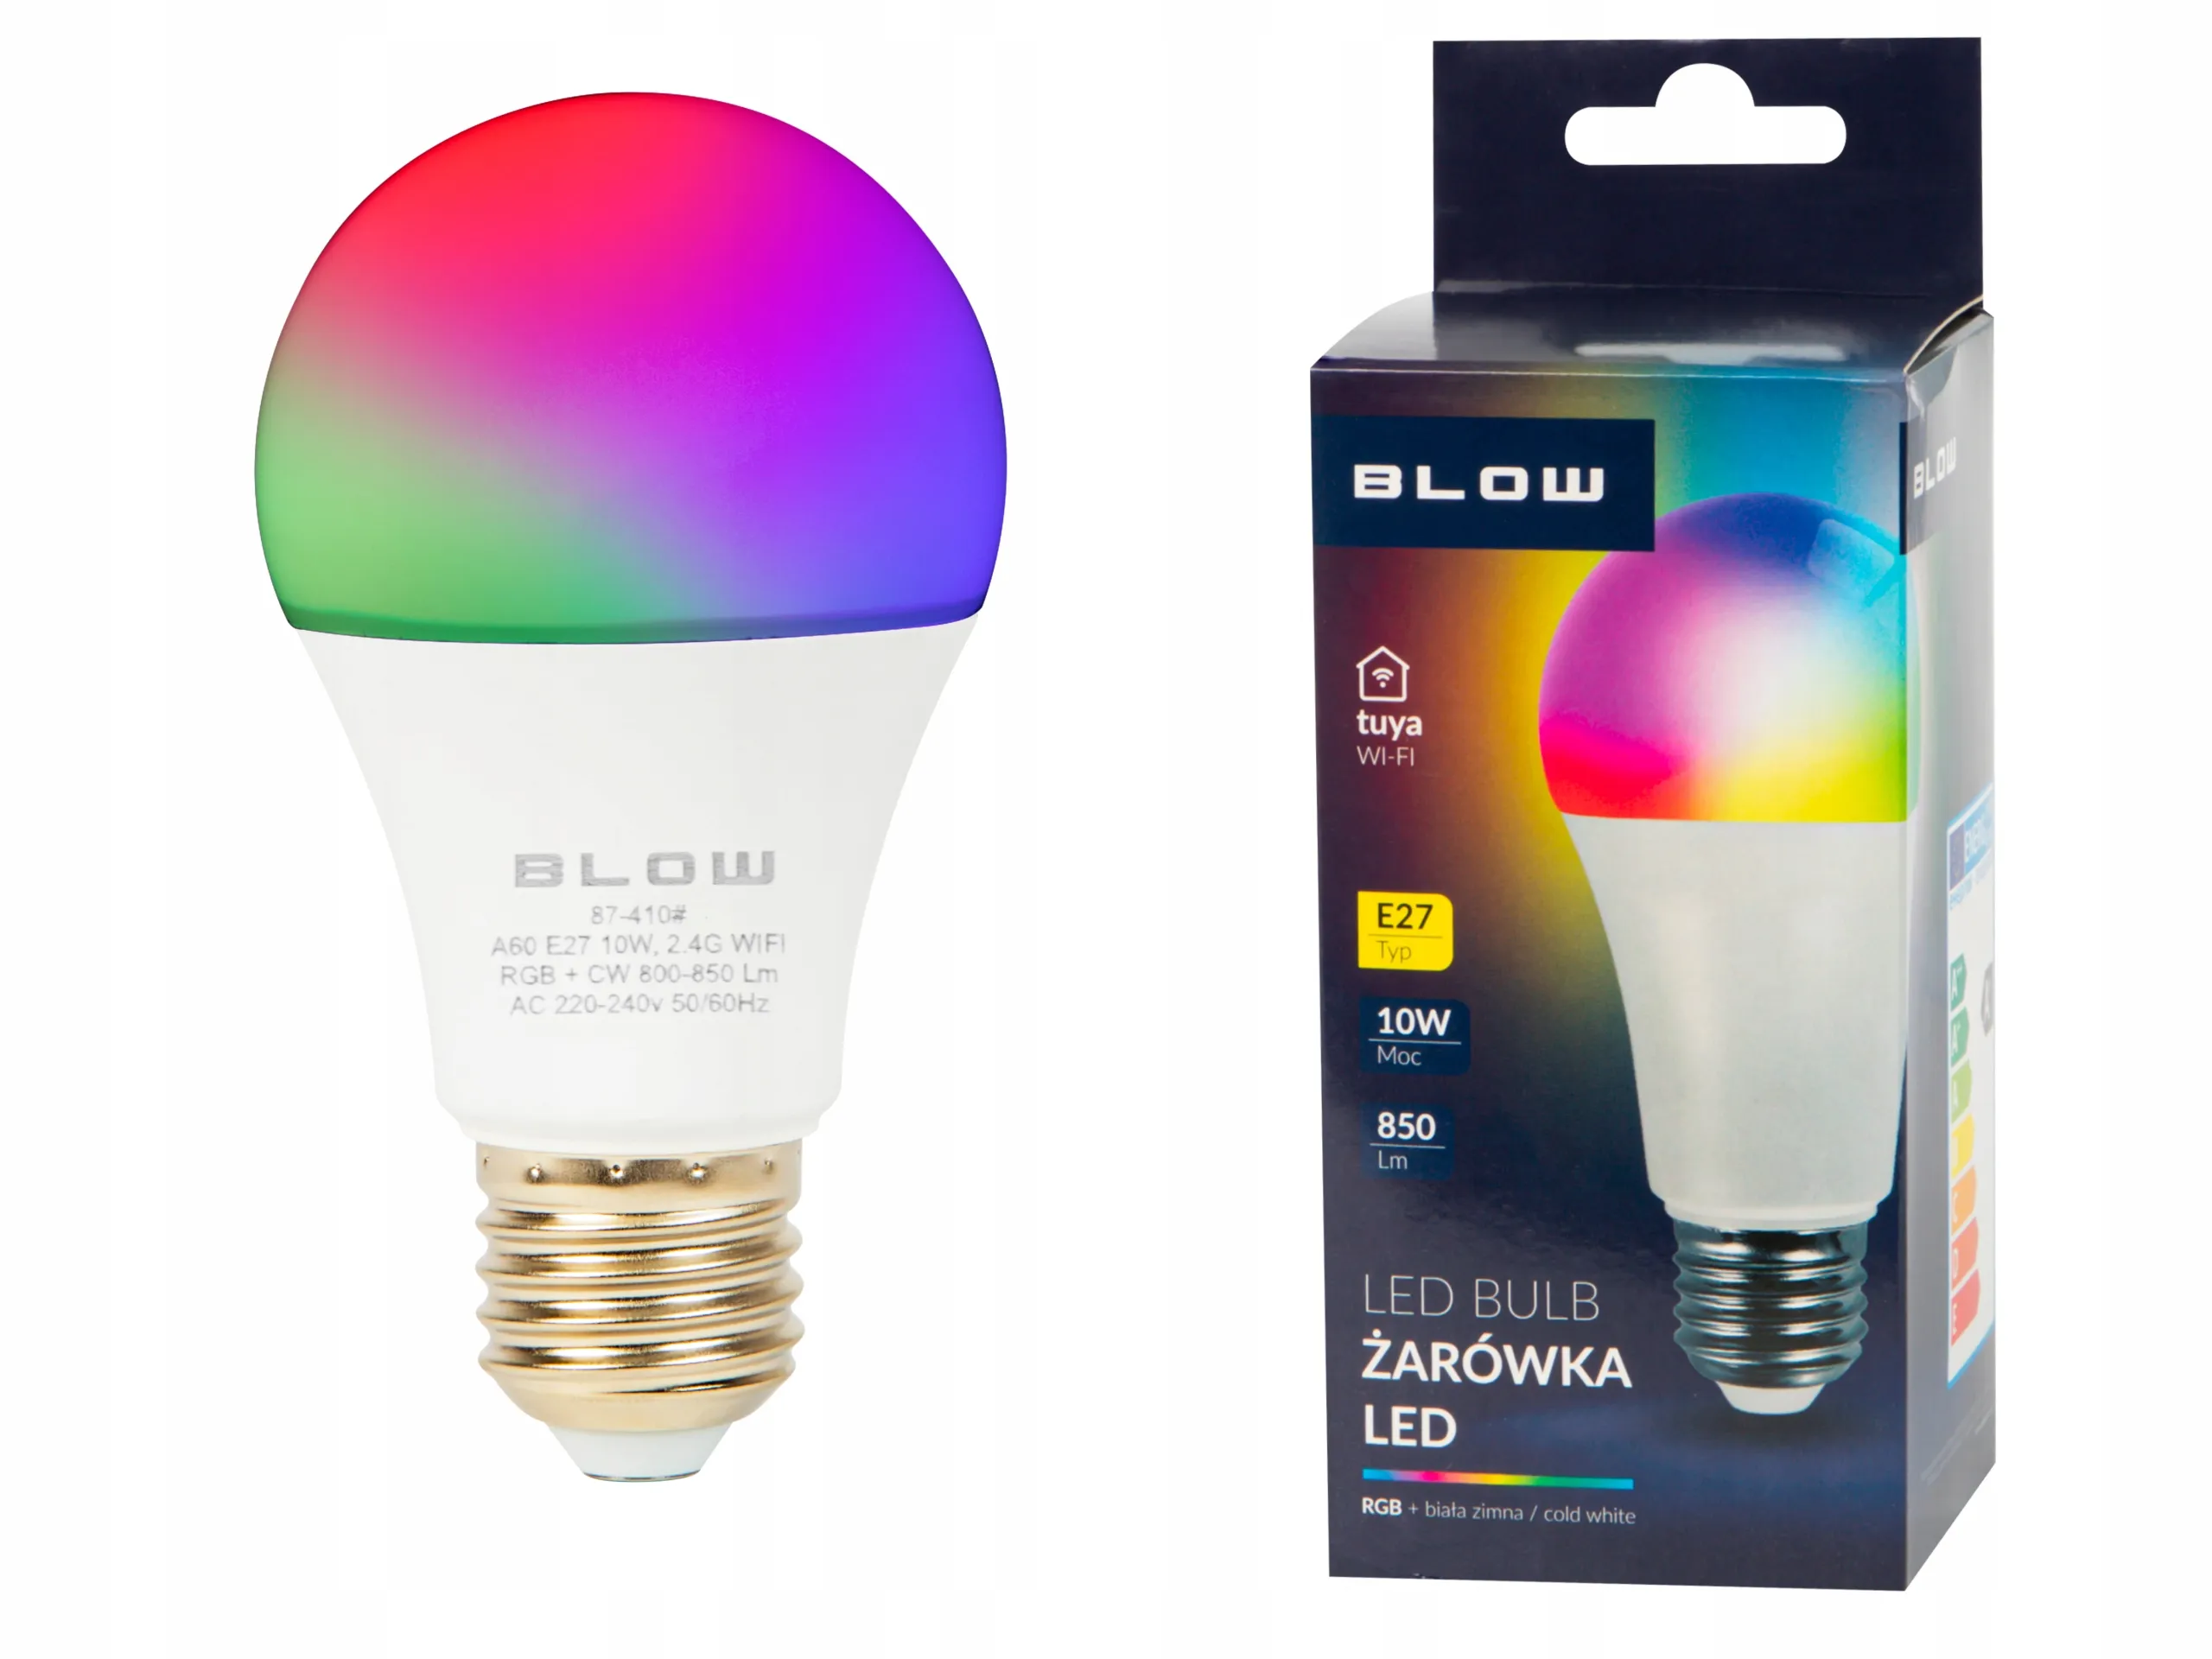 BLOW
87-410#
A60 E27 10W, 2.4G WIFI
RGB + CW 800-850 Lm
AC 220-240v 50/60Hz
BLOW
BLOW
tuya
WI-FI
E27
Typ
10W
Moc
850
Lm
LED BULB
ŻARÓWKA
LED
RGB + biała zimna / cold white